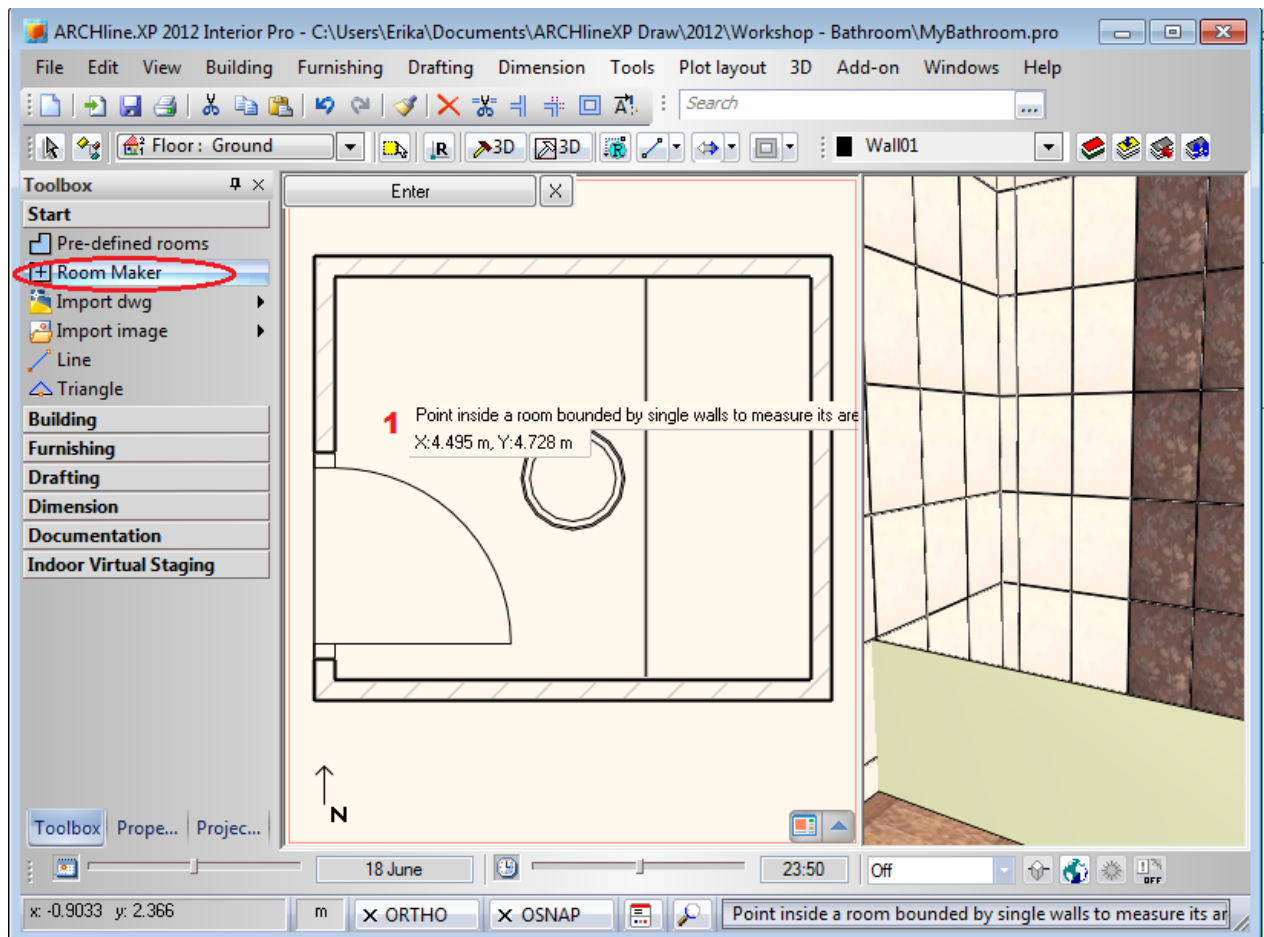 ARCHline.XP 2012 Interior Pro - C:\Users\Erika\Documents\ARCHlineXP Draw\2012\Workshop - Bathroom\MyBathroom.pro
File Edit View Building Furnishing Drafting Dimension Tools Plot layout 3D Add-on Windows Help
A Search ...
Floor : Ground R 3D 3D R Wall01
Toolbox
Start
Pre-defined rooms
Room Maker
Import dwg
Import image
Line
Triangle
Building
Furnishing
Drafting
Dimension
Documentation
Indoor Virtual Staging
Enter X
1 Point inside a room bounded by single walls to measure its are
X:4.495 m, Y:4.728 m
N
Toolbox Prope... Projec...
18 June 23:50 Off OFF
x: -0.9033 y: 2.366 m X ORTHO X OSNAP Point inside a room bounded by single walls to measure its ar